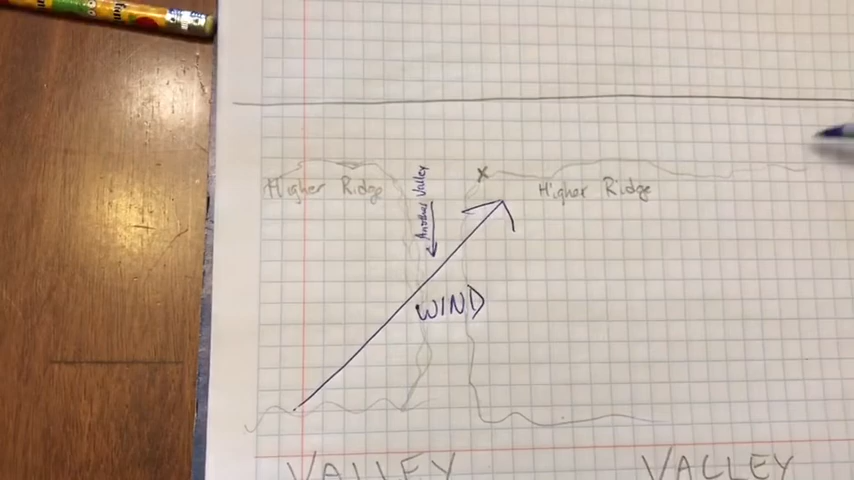 Higher Ridge
Another Valley
x
Higher Ridge
WIND
VALLEY
VALLEY